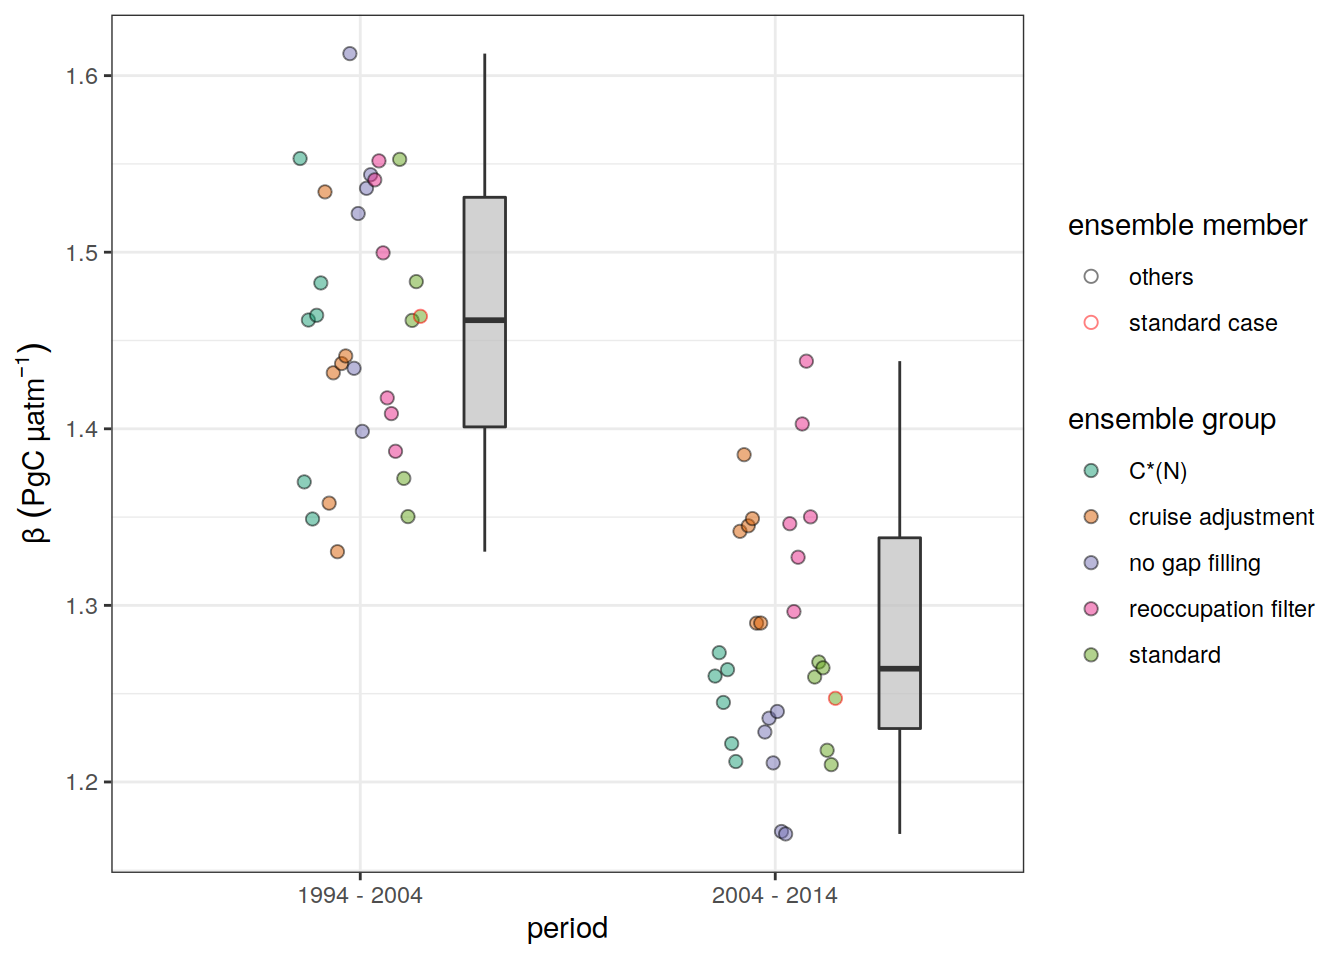 1.6
1.5
1.4
1.3
1.2
β (PgC µatm⁻¹)
1994 - 2004
2004 - 2014
period
ensemble member
others
standard case
ensemble group
C*(N)
cruise adjustment
no gap filling
reoccupation filter
standard